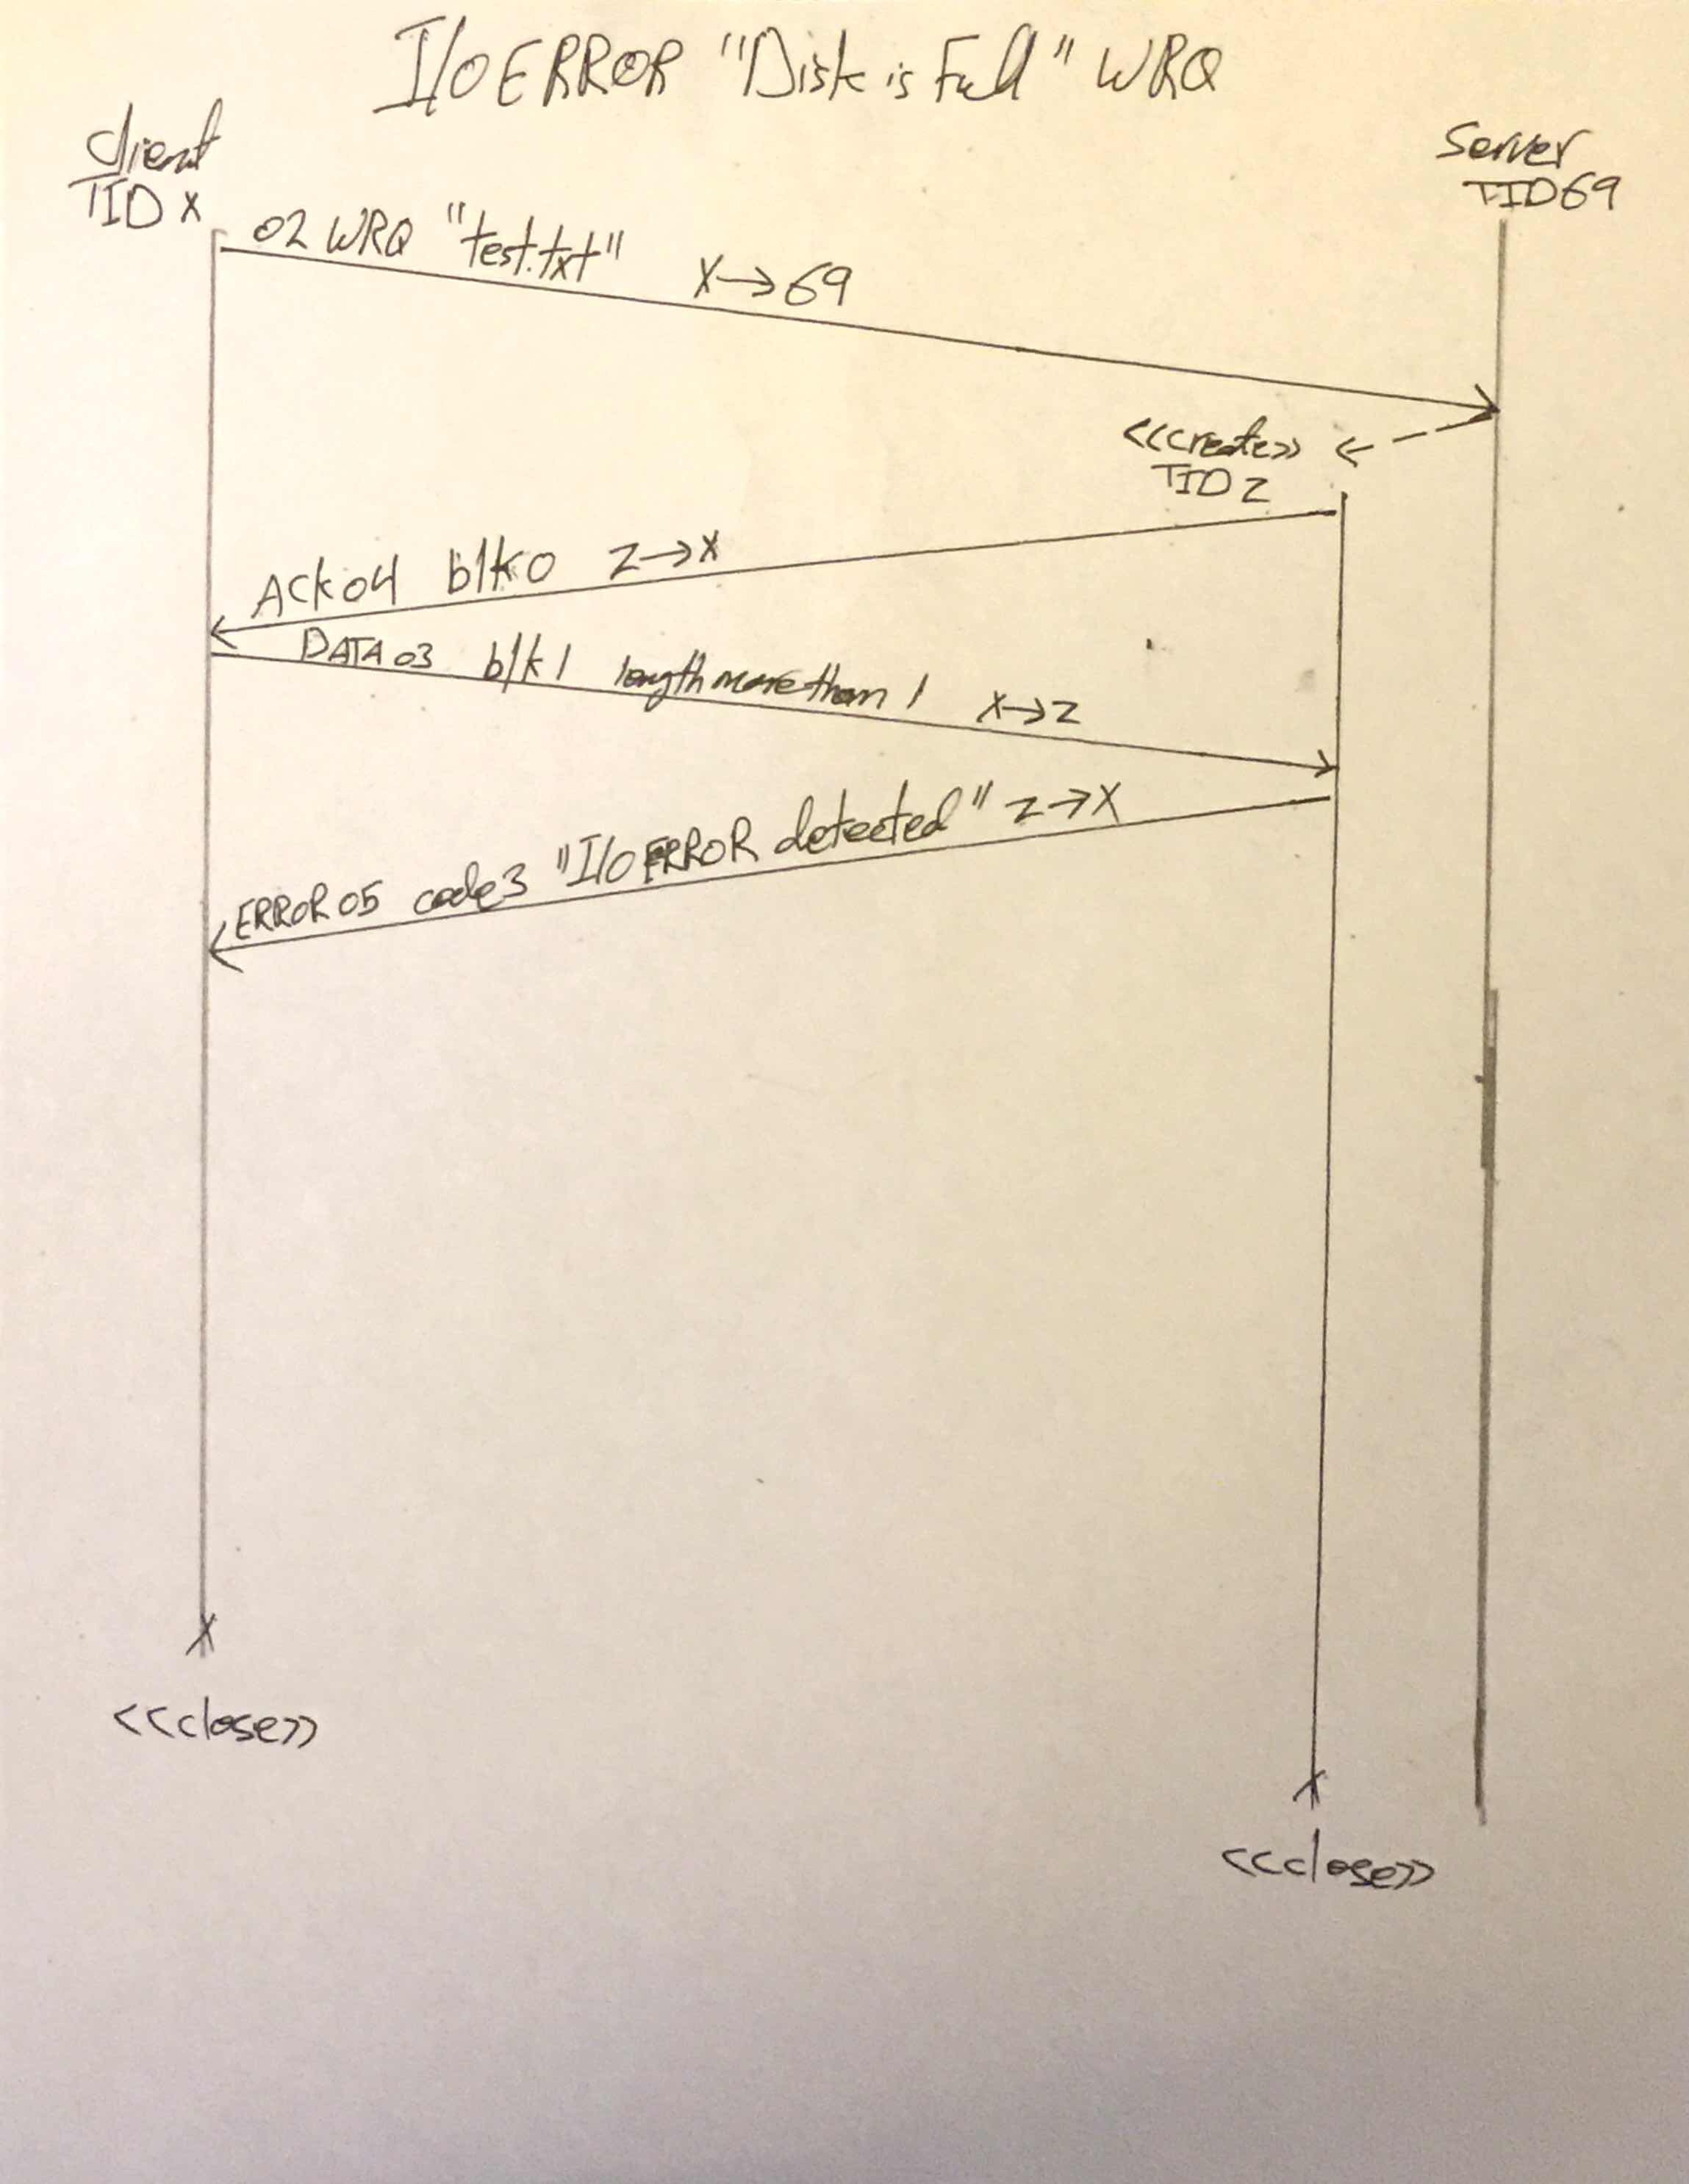 I/O ERROR "Disk is Full" WRQ
client
TID X
Server
TID 69
02 WRQ "test.txt" X→69
<<create>>
TID Z
Ack 04 blk 0 Z→X
DATA 03 blk 1 length more than 1 X→Z
ERROR 05 code 3 "I/O ERROR detected" Z→X
<<close>>
<<close>>